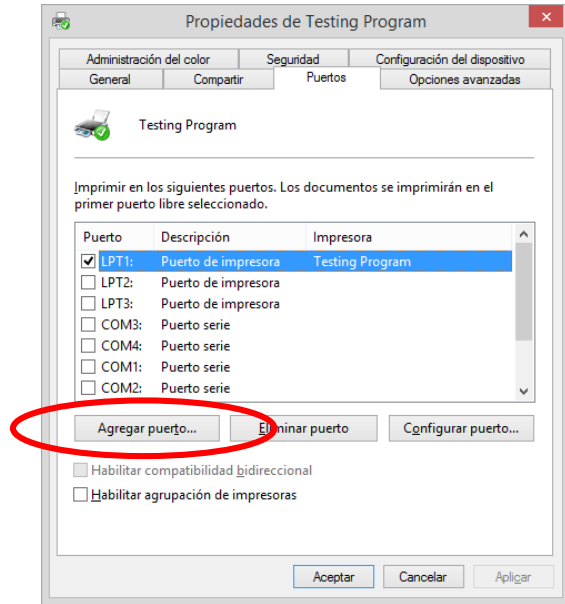 Propiedades de Testing Program
Administración del color Seguridad Configuración del dispositivo
General Compartir Puertos Opciones avanzadas
Testing Program
Imprimir en los siguientes puertos. Los documentos se imprimirán en el
primer puerto libre seleccionado.
Puerto Descripción Impresora
LPT1: Puerto de impresora Testing Program
LPT2: Puerto de impresora
LPT3: Puerto de impresora
COM3: Puerto serie
COM4: Puerto serie
COM1: Puerto serie
COM2: Puerto serie
Agregar puerto... Eliminar puerto Configurar puerto...
Habilitar compatibilidad bidireccional
Habilitar agrupación de impresoras
Aceptar Cancelar Aplicar